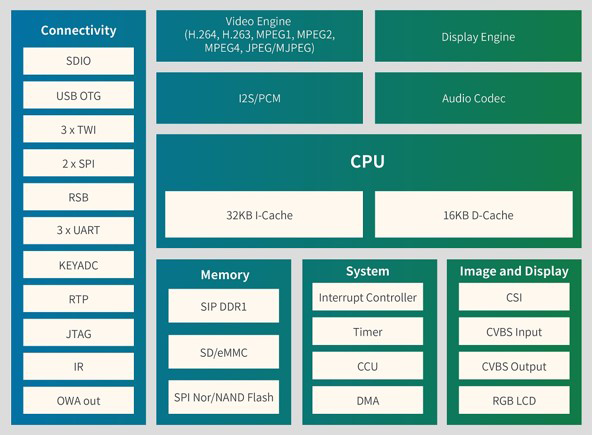 Connectivity
SDIO
USB OTG
3 x TWI
2 x SPI
RSB
3 x UART
KEYADC
RTP
JTAG
IR
OWA out
Video Engine
(H.264, H.263, MPEG1, MPEG2,
MPEG4, JPEG/MJPEG)
Display Engine
I2S/PCM
Audio Codec
CPU
32KB I-Cache
16KB D-Cache
Memory
SIP DDR1
SD/eMMC
SPI Nor/NAND Flash
System
Interrupt Controller
Timer
CCU
DMA
Image and Display
CSI
CVBS Input
CVBS Output
RGB LCD